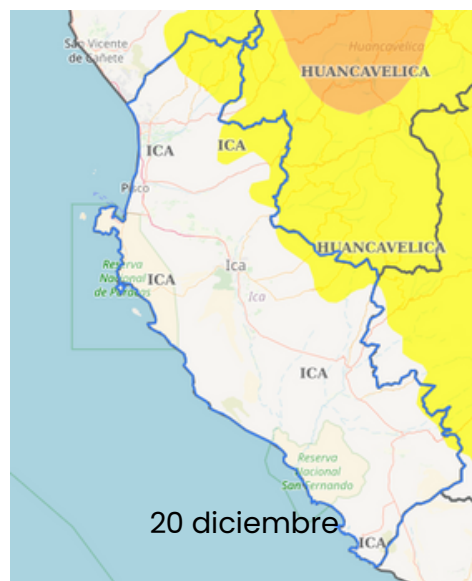 San Vicente
de Cañete
Huancavelica
HUANCAVELICA
ICA
ICA
Pisco
HUANCAVELICA
Ica
Reserva
Nacional
de Paracas
ICA
Ica
ICA
Reserva
Nacional
San Fernando
20 diciembre
ICA